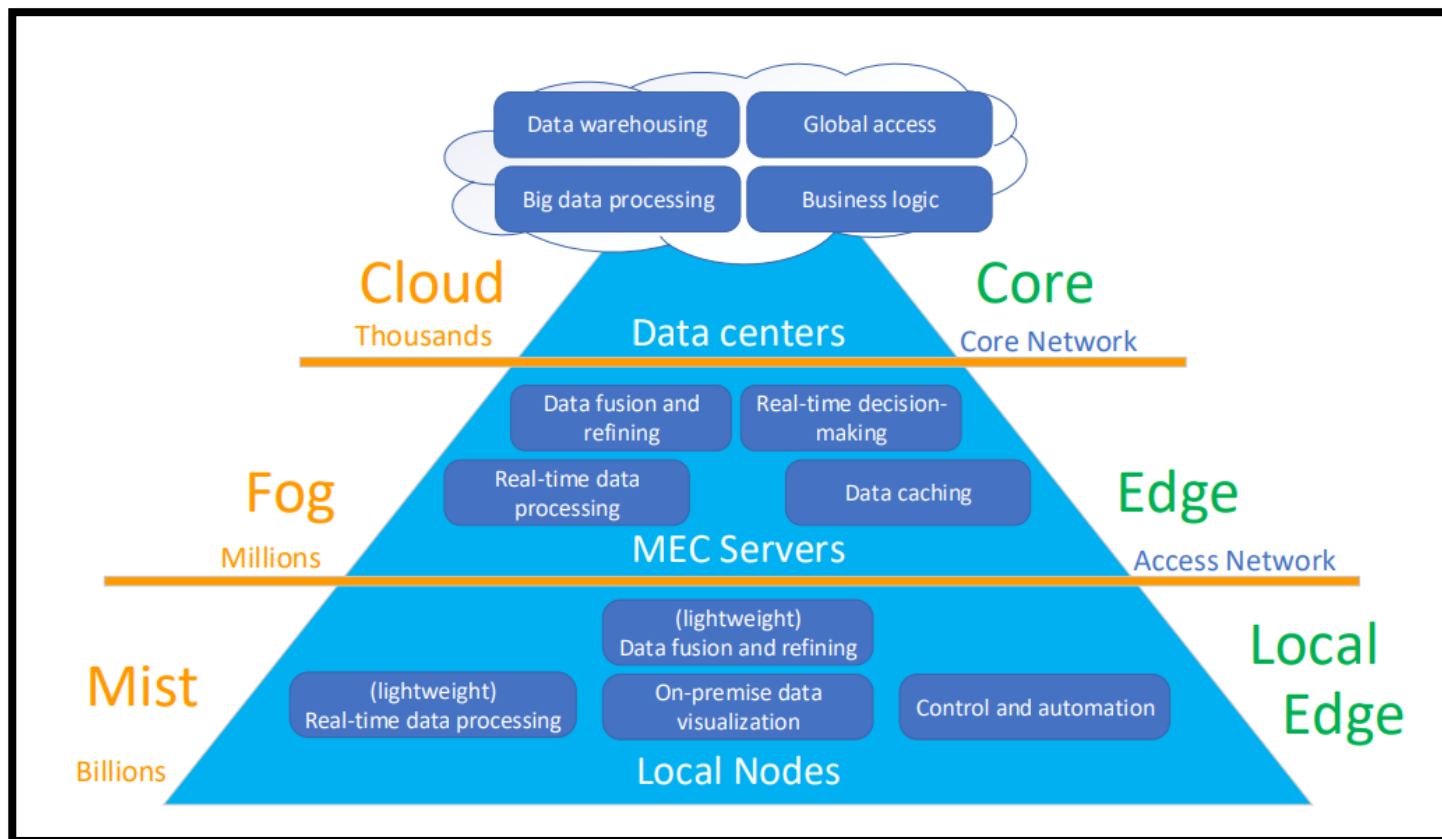 Data warehousing
Global access
Big data processing
Business logic
Cloud
Core
Thousands
Data centers
Core Network
Data fusion and
refining
Real-time decision-
making
Fog
Real-time data
processing
Data caching
Edge
Millions
MEC Servers
Access Network
(lightweight)
Data fusion and refining
Mist
(lightweight)
Real-time data processing
On-premise data
visualization
Control and automation
Local
Edge
Billions
Local Nodes